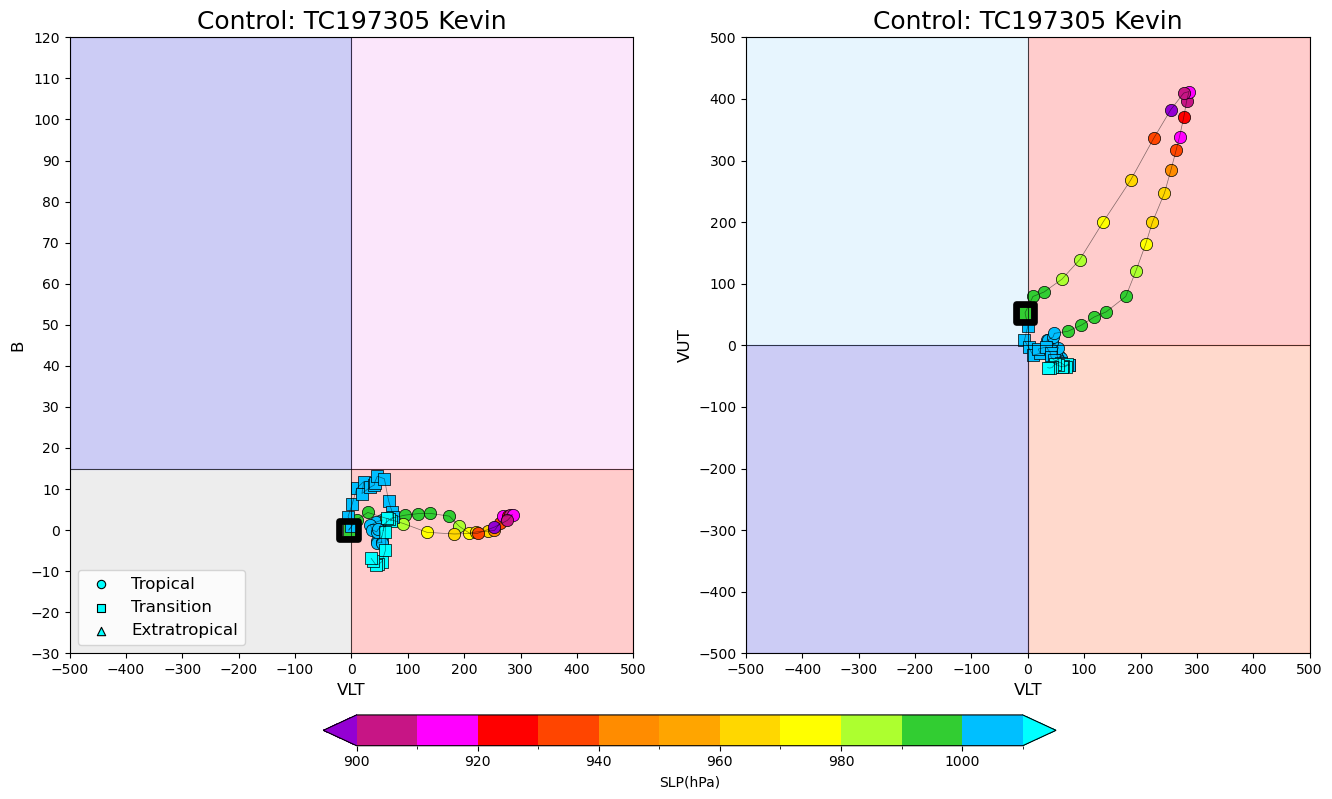 Control: TC197305 Kevin
120
110
100
90
80
70
60
50
40
30
20
10
0
−10
−20
−30
B
Tropical
Transition
Extratropical
−500 −400 −300 −200 −100 0 100 200 300 400 500
VLT
Control: TC197305 Kevin
500
400
300
200
100
0
−100
−200
−300
−400
−500
VUT
−500 −400 −300 −200 −100 0 100 200 300 400 500
VLT
900 920 940 960 980 1000
SLP(hPa)